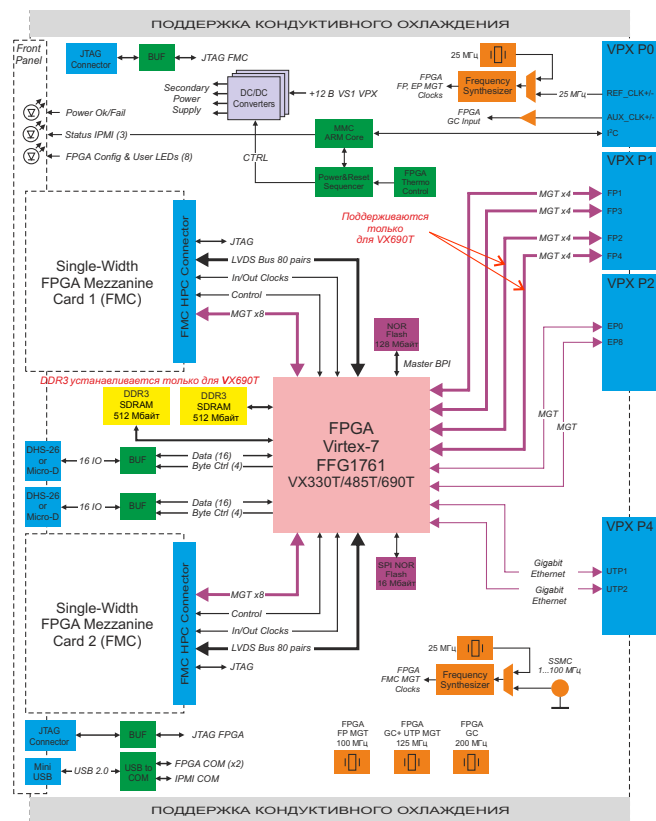 ПОДДЕРЖКА КОНДУКТИВНОГО ОХЛАЖДЕНИЯ
Front
Panel
JTAG
Connector
BUF
JTAG FMC
Secondary
Power
Supply
DC/DC
Converters
+12 В VS1 VPX
25 МГц
FPGA
FP, EP MGT
Clocks
Frequency
Synthesizer
25 МГц
VPX P0
REF_CLK+/-
AUX_CLK+/-
I²C
FPGA
GC Input
Power Ok/Fail
Status IPMI (3)
FPGA Config & User LEDs (8)
MMC
ARM Core
CTRL
Power&Reset
Sequencer
FPGA
Thermo
Control
VPX P1
MGT x4
FP1
MGT x4
FP3
MGT x4
FP2
MGT x4
FP4
Поддерживаются
только
для VX690T
Single-Width
FPGA Mezzanine
Card 1 (FMC)
FMC HPC Connector
JTAG
LVDS Bus 80 pairs
In/Out Clocks
Control
MGT x8
VPX P2
EP0
EP8
MGT
MGT
NOR
Flash
128 Мбайт
Master BPI
DDR3 устанавливается только для VX690T
DDR3
SDRAM
512 Мбайт
DDR3
SDRAM
512 Мбайт
FPGA
Virtex-7
FFG1761
VX330T/485T/690T
DHS-26
or
Micro-D
16 IO
BUF
Data (16)
Byte Ctrl (4)
DHS-26
or
Micro-D
16 IO
BUF
Data (16)
Byte Ctrl (4)
VPX P4
Gigabit
Ethernet
UTP1
Gigabit
Ethernet
UTP2
SPI NOR
Flash
16 Мбайт
Single-Width
FPGA Mezzanine
Card 2 (FMC)
FMC HPC Connector
MGT x8
Control
In/Out Clocks
LVDS Bus 80 pairs
JTAG
25 МГц
FPGA
FMC MGT
Clocks
Frequency
Synthesizer
SSMC
1...100 МГц
JTAG
Connector
BUF
JTAG FPGA
Mini
USB
USB 2.0
USB to
COM
FPGA COM (x2)
IPMI COM
FPGA
FP MGT
100 МГц
FPGA
GC+ UTP MGT
125 МГц
FPGA
GC
200 МГц
ПОДДЕРЖКА КОНДУКТИВНОГО ОХЛАЖДЕНИЯ